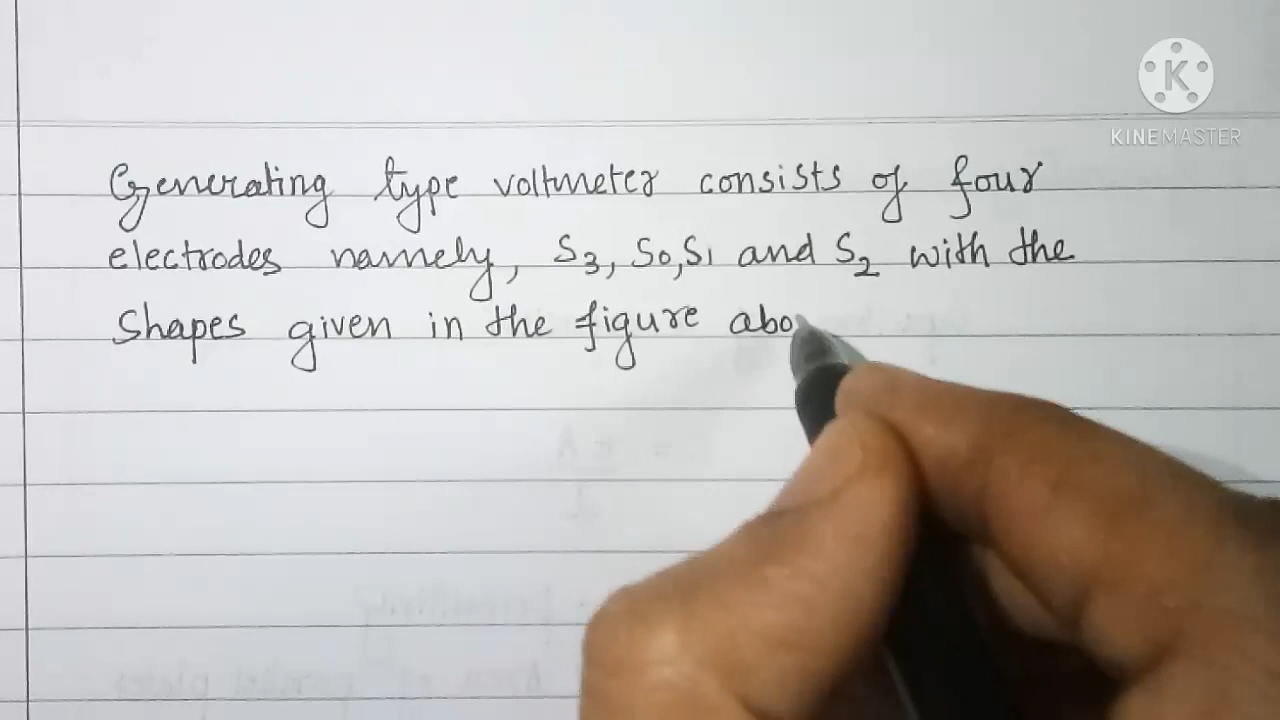 K
KINEMASTER
Generating type voltmeter consists of four
electrodes namely, S3, S0, S1 and S2 with the
Shapes given in the figure abo